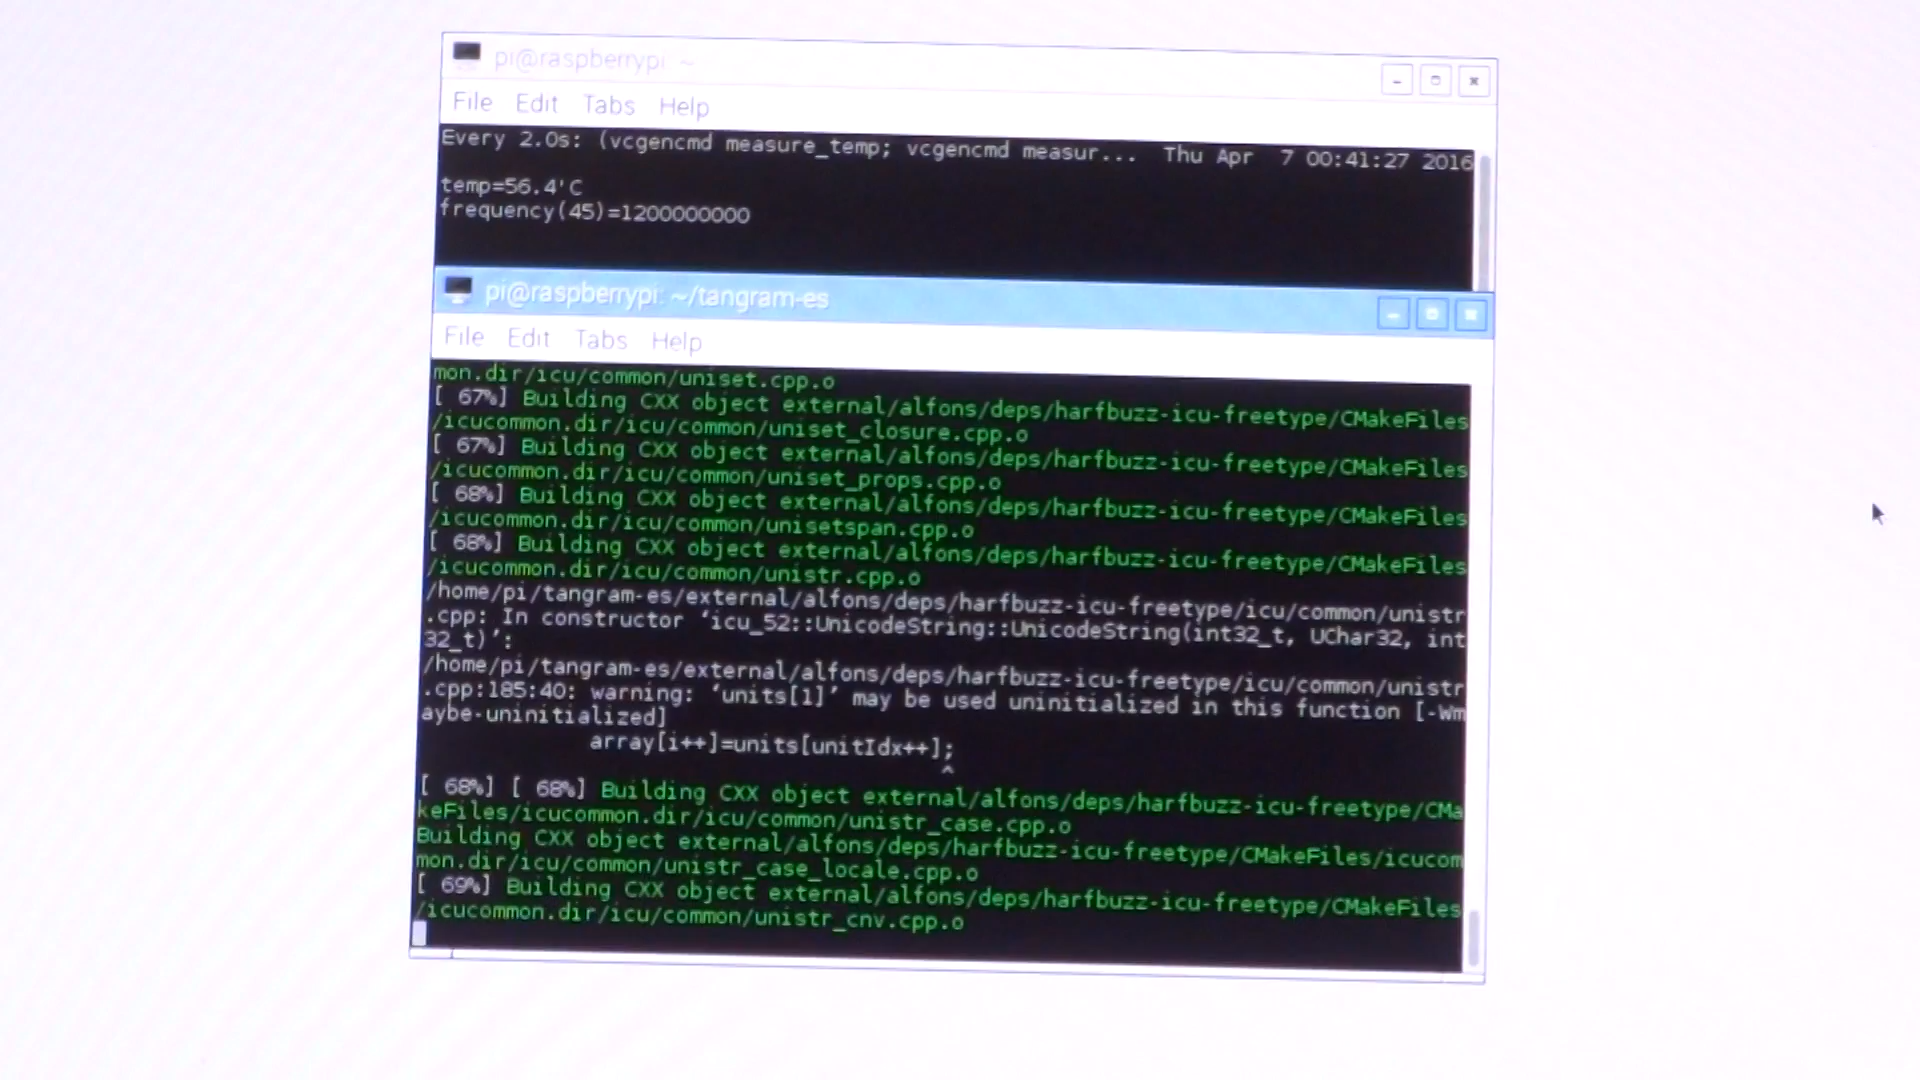 pi@raspberrypi: ~
File Edit Tabs Help
Every 2.0s: (vcgencmd measure_temp; vcgencmd measur... Thu Apr  7 00:41:27 2016
temp=56.4'C
frequency(45)=1200000000
pi@raspberrypi: ~/tangram-es
File Edit Tabs Help
mon.dir/icu/common/uniset.cpp.o
[ 67%] Building CXX object external/alfons/deps/harfbuzz-icu-freetype/CMakeFiles
/icucommon.dir/icu/common/uniset_closure.cpp.o
[ 67%] Building CXX object external/alfons/deps/harfbuzz-icu-freetype/CMakeFiles
/icucommon.dir/icu/common/uniset_props.cpp.o
[ 68%] Building CXX object external/alfons/deps/harfbuzz-icu-freetype/CMakeFiles
/icucommon.dir/icu/common/unisetspan.cpp.o
[ 68%] Building CXX object external/alfons/deps/harfbuzz-icu-freetype/CMakeFiles
/icucommon.dir/icu/common/unistr.cpp.o
/home/pi/tangram-es/external/alfons/deps/harfbuzz-icu-freetype/icu/common/unistr
.cpp: In constructor ‘icu_52::UnicodeString::UnicodeString(int32_t, UChar32, int
32_t)’:
/home/pi/tangram-es/external/alfons/deps/harfbuzz-icu-freetype/icu/common/unistr
.cpp:185:40: warning: ‘units[1]’ may be used uninitialized in this function [-Wm
aybe-uninitialized]
array[i++]=units[unitIdx++];
^
[ 68%] [ 68%] Building CXX object external/alfons/deps/harfbuzz-icu-freetype/CMa
keFiles/icucommon.dir/icu/common/unistr_case.cpp.o
Building CXX object external/alfons/deps/harfbuzz-icu-freetype/CMakeFiles/icucom
mon.dir/icu/common/unistr_case_locale.cpp.o
[ 69%] Building CXX object external/alfons/deps/harfbuzz-icu-freetype/CMakeFiles
/icucommon.dir/icu/common/unistr_cnv.cpp.o